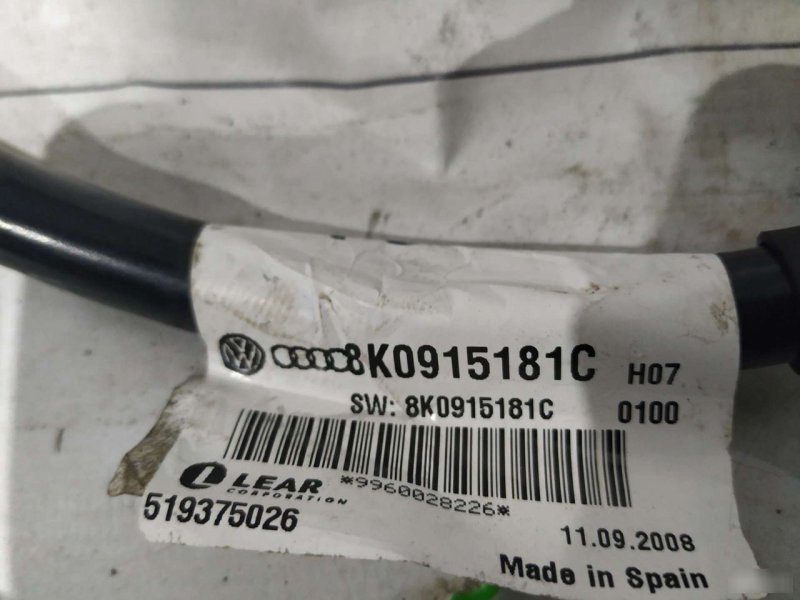 8K0915181C H07
SW: 8K0915181C 0100
*9960028226*
LEAR
CORPORATION
519375026
11.09.2008
Made in Spain